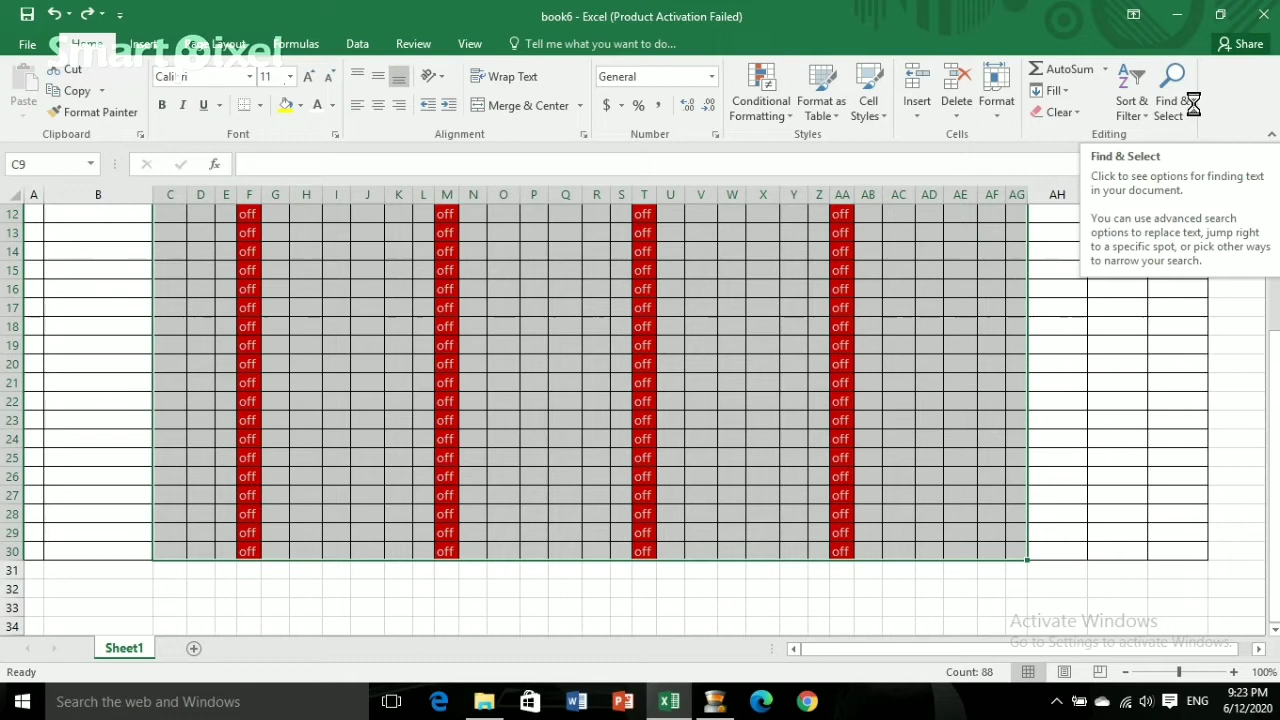 book6 - Excel (Product Activation Failed)
File Home Insert Page Layout Formulas Data Review View Tell me what you want to do... Share
Smart Pixel
Paste Cut Copy Format Painter Clipboard
Calibri 11 B I U A Font
Wrap Text Merge & Center Alignment
General $ % , Number
Conditional Formatting Format as Table Cell Styles Styles
Insert Delete Format Cells
AutoSum Fill Clear Sort & Filter Find & Select Editing
C9 fx
Find & Select
Click to see options for finding text
in your document.
You can use advanced search
options to replace text, jump right
to a specific spot, or pick other ways
to narrow your search.
A B C D E F G H I J K L M N O P Q R S T U V W X Y Z AA AB AC AD AE AF AG AH
12 off off off off
13 off off off off
14 off off off off
15 off off off off
16 off off off off
17 off off off off
18 off off off off
19 off off off off
20 off off off off
21 off off off off
22 off off off off
23 off off off off
24 off off off off
25 off off off off
26 off off off off
27 off off off off
28 off off off off
29 off off off off
30 off off off off
31
32
33
34
Activate Windows
Go to Settings to activate Windows.
Sheet1
Ready Count: 88 100%
Search the web and Windows ENG 9:23 PM
6/12/2020